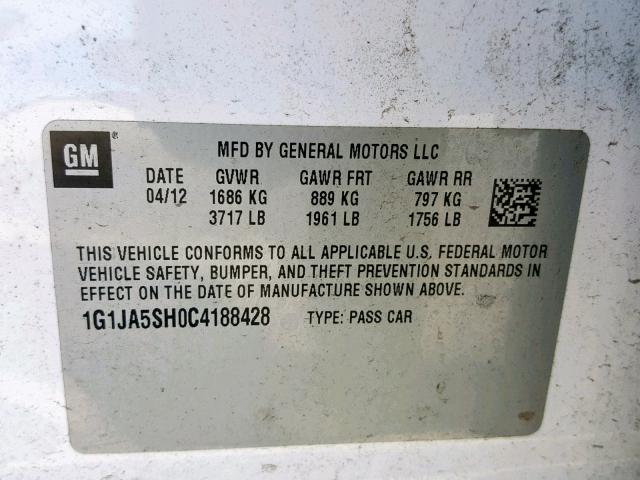 GM®
MFD BY GENERAL MOTORS LLC
DATE GVWR GAWR FRT GAWR RR
04/12 1686 KG 889 KG 797 KG
3717 LB 1961 LB 1756 LB
THIS VEHICLE CONFORMS TO ALL APPLICABLE U.S. FEDERAL MOTOR
VEHICLE SAFETY, BUMPER, AND THEFT PREVENTION STANDARDS IN
EFFECT ON THE DATE OF MANUFACTURE SHOWN ABOVE.
1G1JA5SH0C4188428 TYPE: PASS CAR